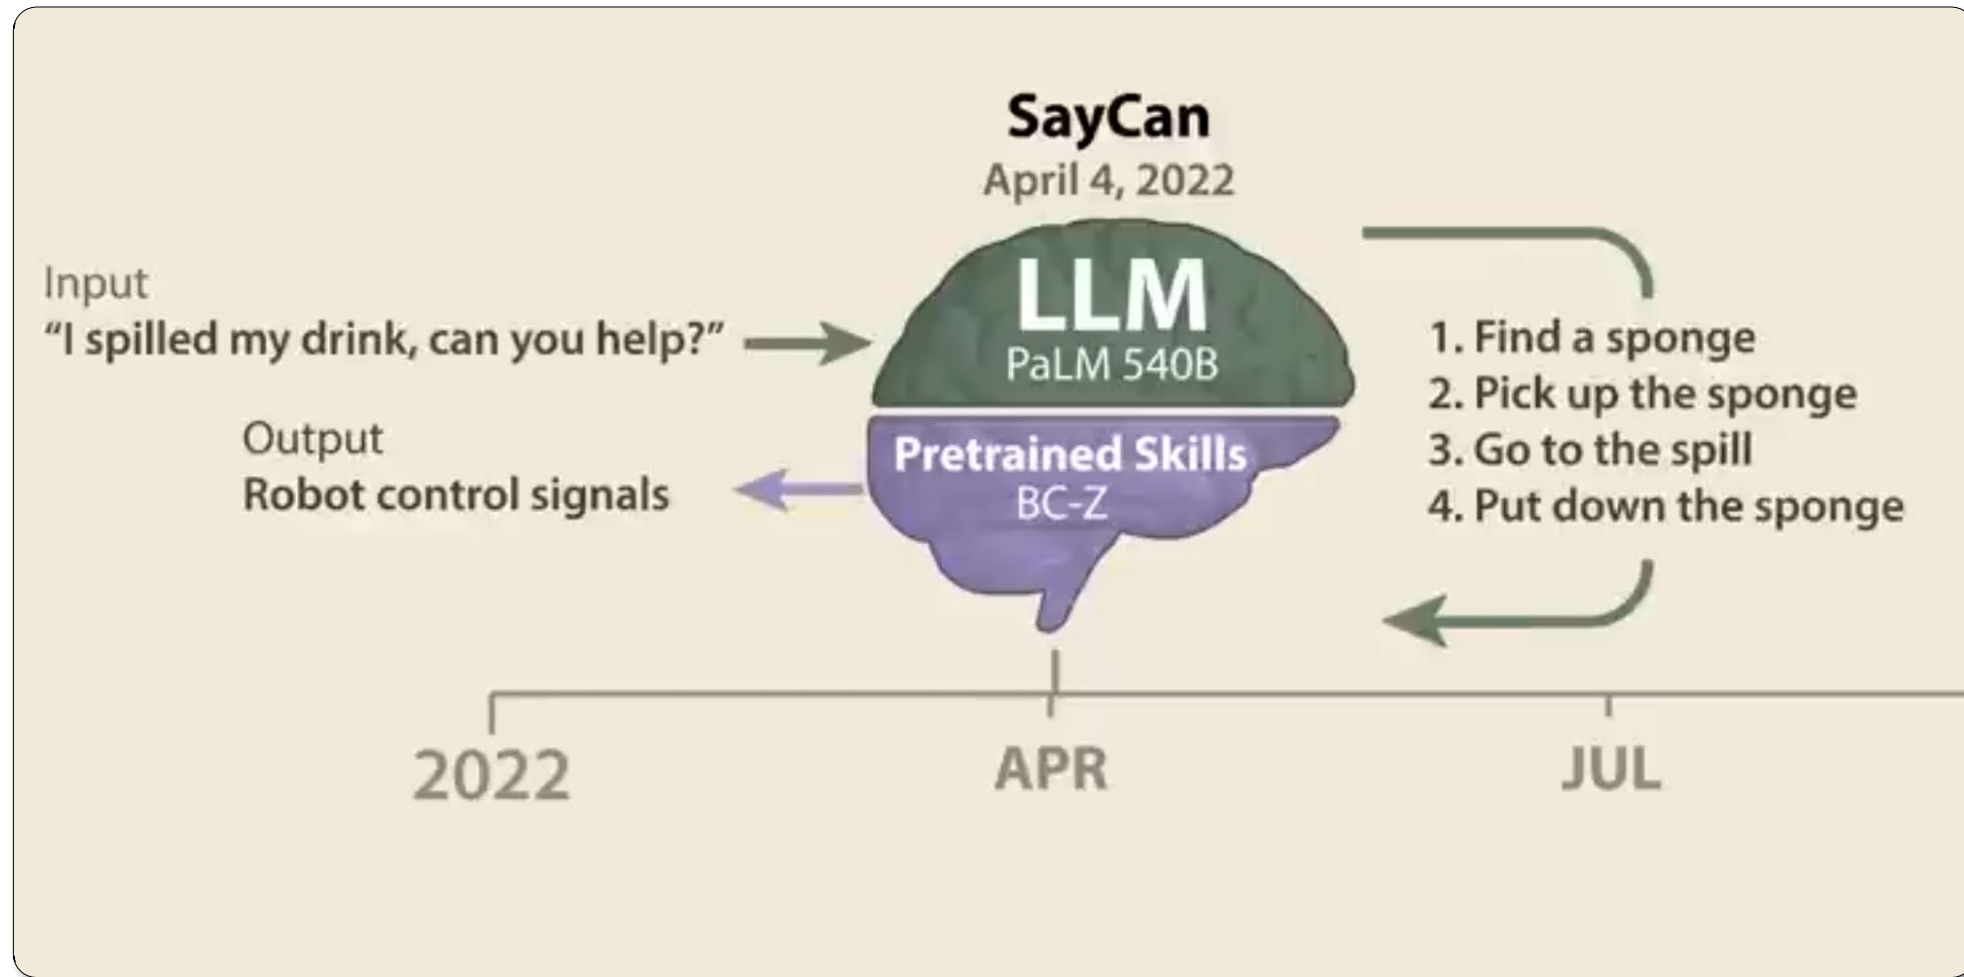 SayCan
April 4, 2022
Input
“I spilled my drink, can you help?”
LLM
PaLM 540B
Output
Robot control signals
Pretrained Skills
BC-Z
1. Find a sponge
2. Pick up the sponge
3. Go to the spill
4. Put down the sponge
2022
APR
JUL